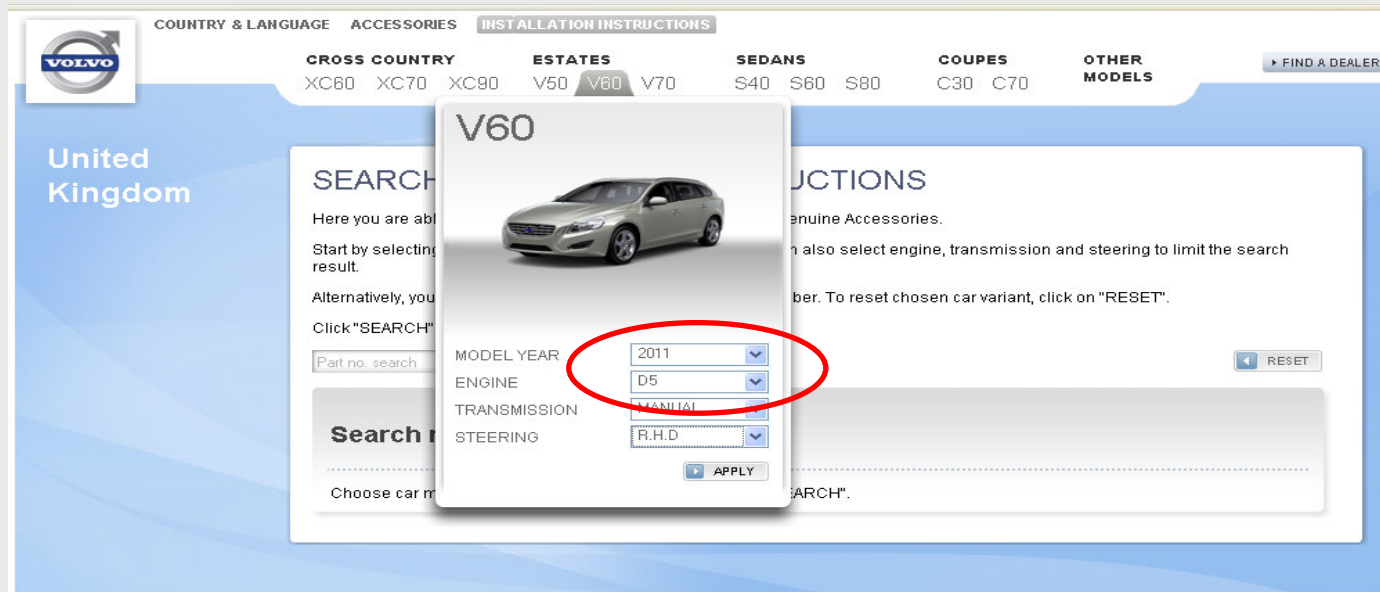 COUNTRY & LANGUAGE ACCESSORIES INSTALLATION INSTRUCTIONS
VOLVO
CROSS COUNTRY ESTATES SEDANS COUPES OTHER MODELS
XC60 XC70 XC90 V50 V60 V70 S40 S60 S80 C30 C70
FIND A DEALER
United
Kingdom
V60
SEARCH UCTIONS
Here you are abl enuine Accessories.
Start by selecting also select engine, transmission and steering to limit the search
result.
Alternatively, you ber. To reset chosen car variant, click on "RESET".
Click "SEARCH"
Part no. search
RESET
MODEL YEAR 2011
ENGINE D5
TRANSMISSION MANUAL
STEERING R.H.D
APPLY
Search
Choose car m EARCH".